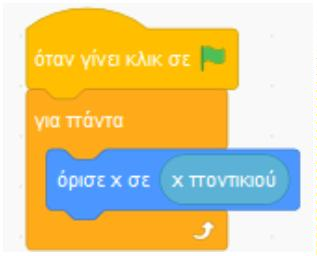 όταν γίνει κλικ σε
για πάντα
όρισε x σε x ποντικιού